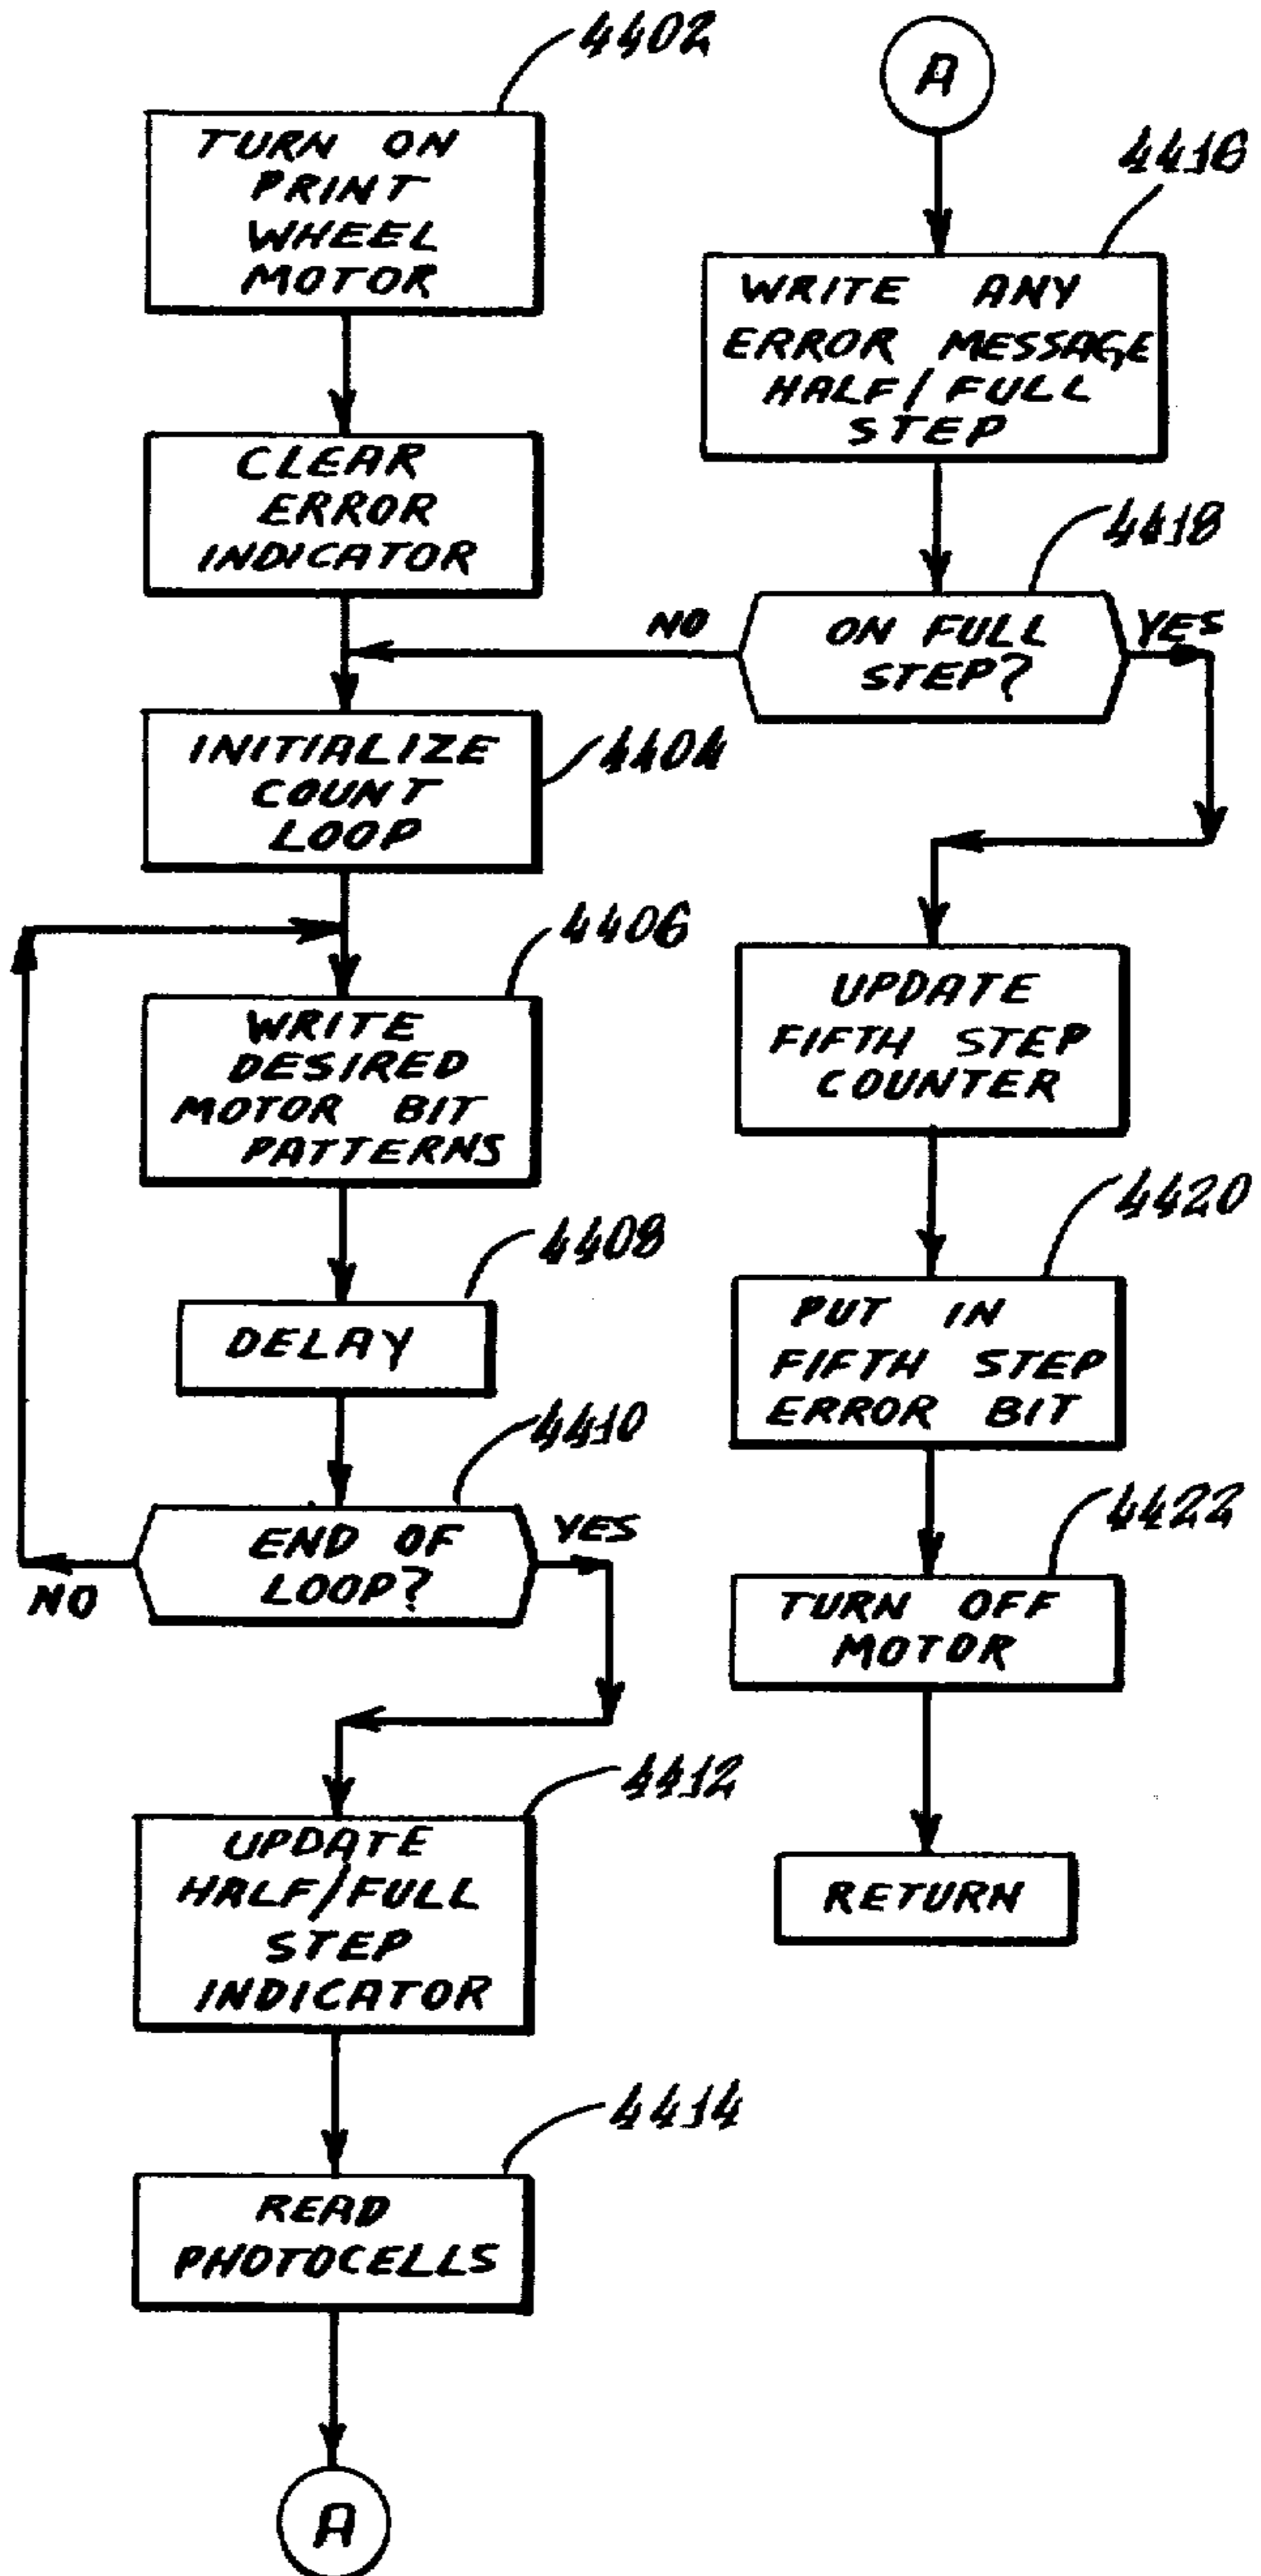 4402
TURN ON
PRINT
WHEEL
MOTOR
CLEAR
ERROR
INDICATOR
INITIALIZE
COUNT
LOOP
4404
4406
WRITE
DESIRED
MOTOR BIT
PATTERNS
4408
DELAY
4410
END OF
LOOP?
YES
NO
4412
UPDATE
HALF/FULL
STEP
INDICATOR
4414
READ
PHOTOCELLS
A
A
4416
WRITE ANY
ERROR MESSAGE
HALF/FULL
STEP
4418
NO
ON FULL
STEP?
YES
UPDATE
FIFTH STEP
COUNTER
4420
PUT IN
FIFTH STEP
ERROR BIT
4422
TURN OFF
MOTOR
RETURN